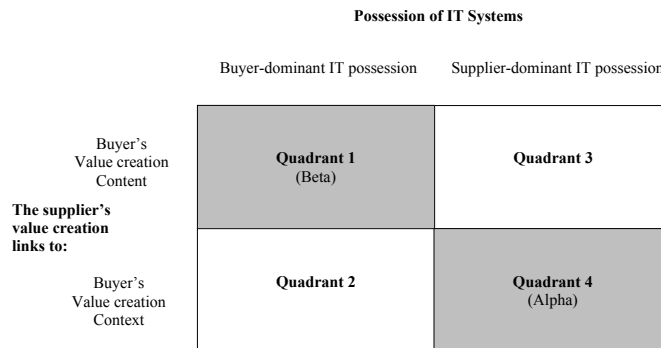 Possession of IT Systems
Buyer-dominant IT possession
Supplier-dominant IT possession
Buyer's
Value creation
Content
Quadrant 1
(Beta)
Quadrant 3
The supplier's
value creation
links to:
Buyer's
Value creation
Context
Quadrant 2
Quadrant 4
(Alpha)